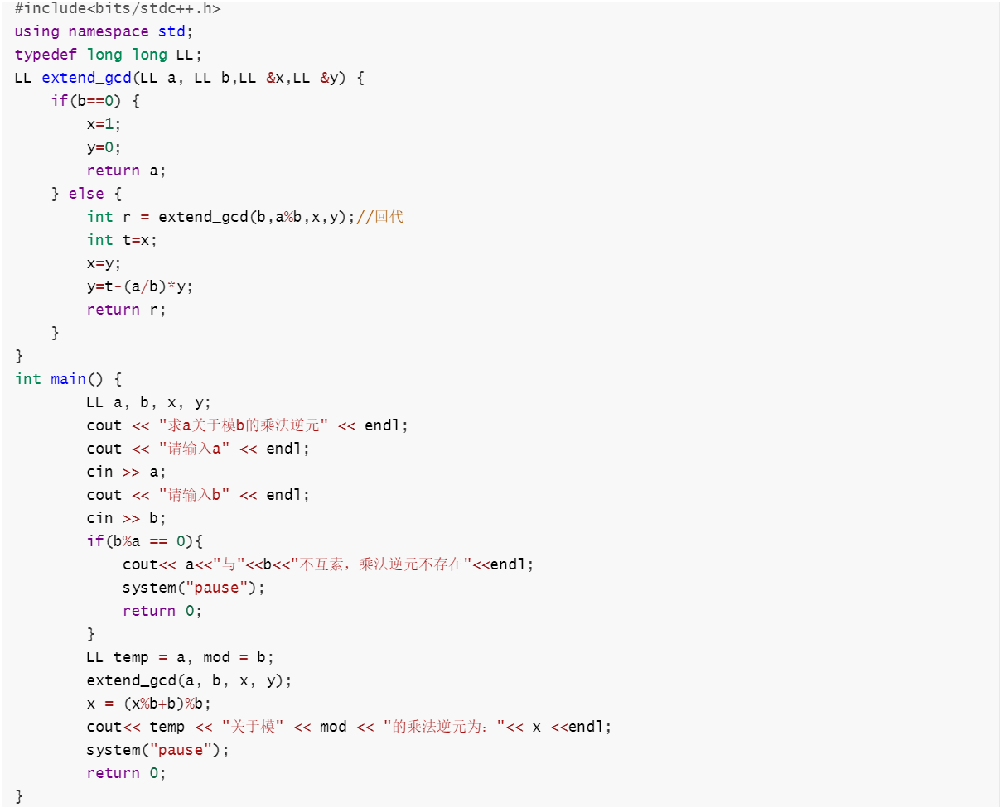 #include<bits/stdc++.h>
using namespace std;
typedef long long LL;
LL extend_gcd(LL a, LL b,LL &x,LL &y) {
    if(b==0) {
        x=1;
        y=0;
        return a;
    } else {
        int r = extend_gcd(b,a%b,x,y);//回代
        int t=x;
        x=y;
        y=t-(a/b)*y;
        return r;
    }
}
int main() {
        LL a, b, x, y;
        cout << "求a关于模b的乘法逆元" << endl;
        cout << "请输入a" << endl;
        cin >> a;
        cout << "请输入b" << endl;
        cin >> b;
        if(b%a == 0){
            cout<< a<<"与"<<b<<"不互素，乘法逆元不存在"<<endl;
            system("pause");
            return 0;
        }
        LL temp = a, mod = b;
        extend_gcd(a, b, x, y);
        x = (x%b+b)%b;
        cout<< temp << "关于模" << mod << "的乘法逆元为："<< x <<endl;
        system("pause");
        return 0;
}